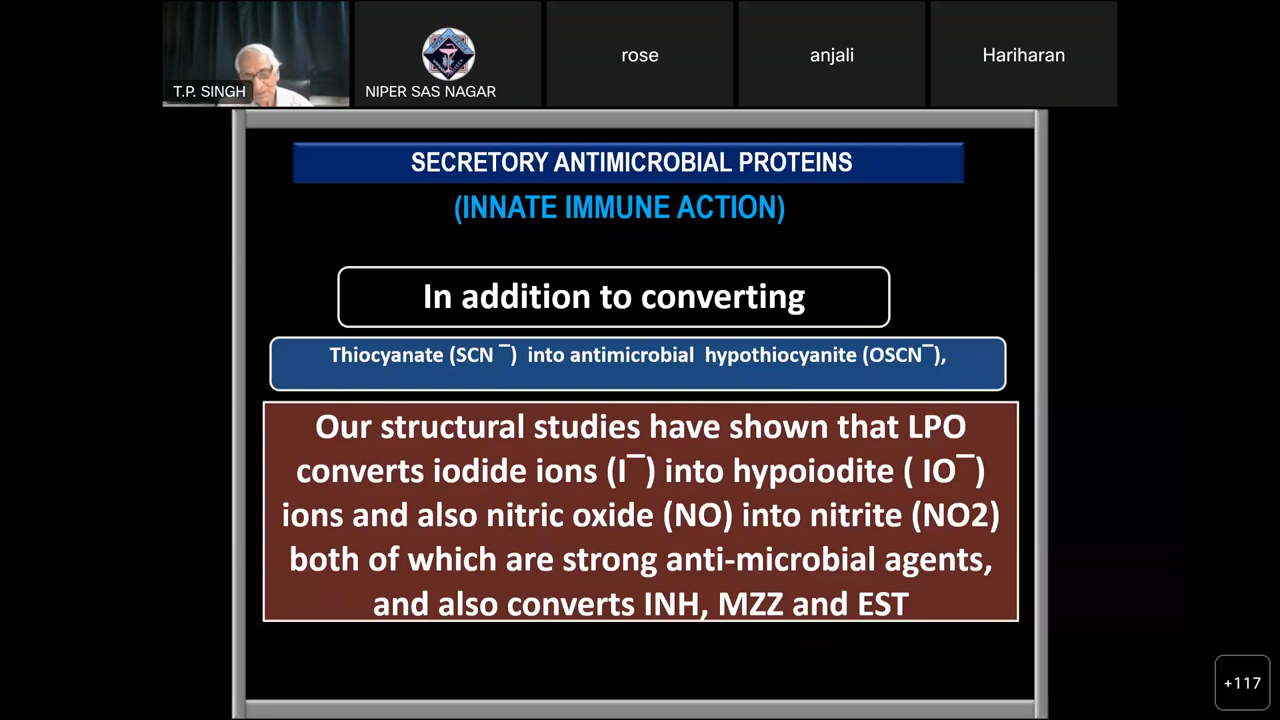 T.P. SINGH
NIPER SAS NAGAR
rose
anjali
Hariharan
SECRETORY ANTIMICROBIAL PROTEINS
(INNATE IMMUNE ACTION)
In addition to converting
Thiocyanate (SCN ¯) into antimicrobial hypothiocyanite (OSCN¯),
Our structural studies have shown that LPO
converts iodide ions (I¯) into hypoiodite ( IO¯)
ions and also nitric oxide (NO) into nitrite (NO2)
both of which are strong anti-microbial agents,
and also converts INH, MZZ and EST
+117